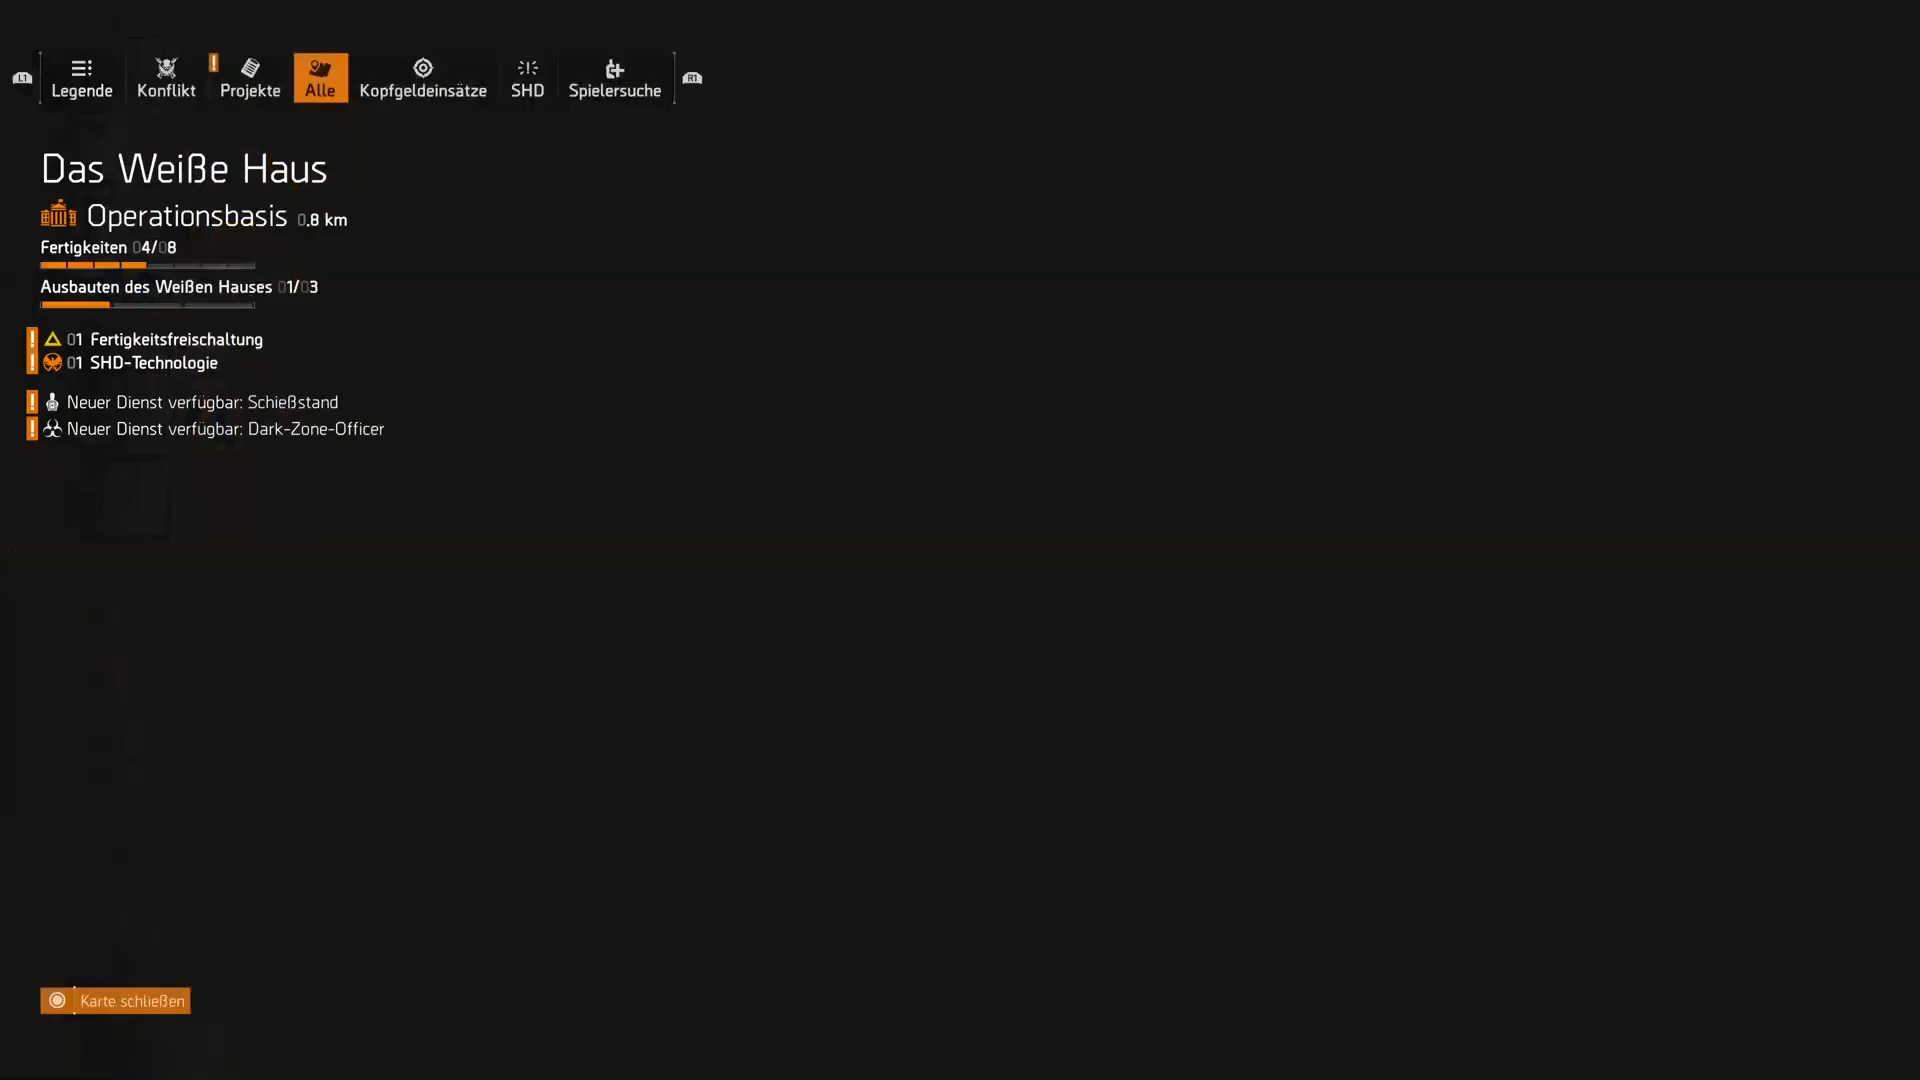 L1 Legende Konflikt ! Projekte Alle Kopfgeldeinsätze SHD Spielersuche R1
Das Weiße Haus
Operationsbasis 0.8 km
Fertigkeiten 04/08
Ausbauten des Weißen Hauses 01/03
! 01 Fertigkeitsfreischaltung
! 01 SHD-Technologie
! Neuer Dienst verfügbar: Schießstand
! Neuer Dienst verfügbar: Dark-Zone-Officer
Karte schließen